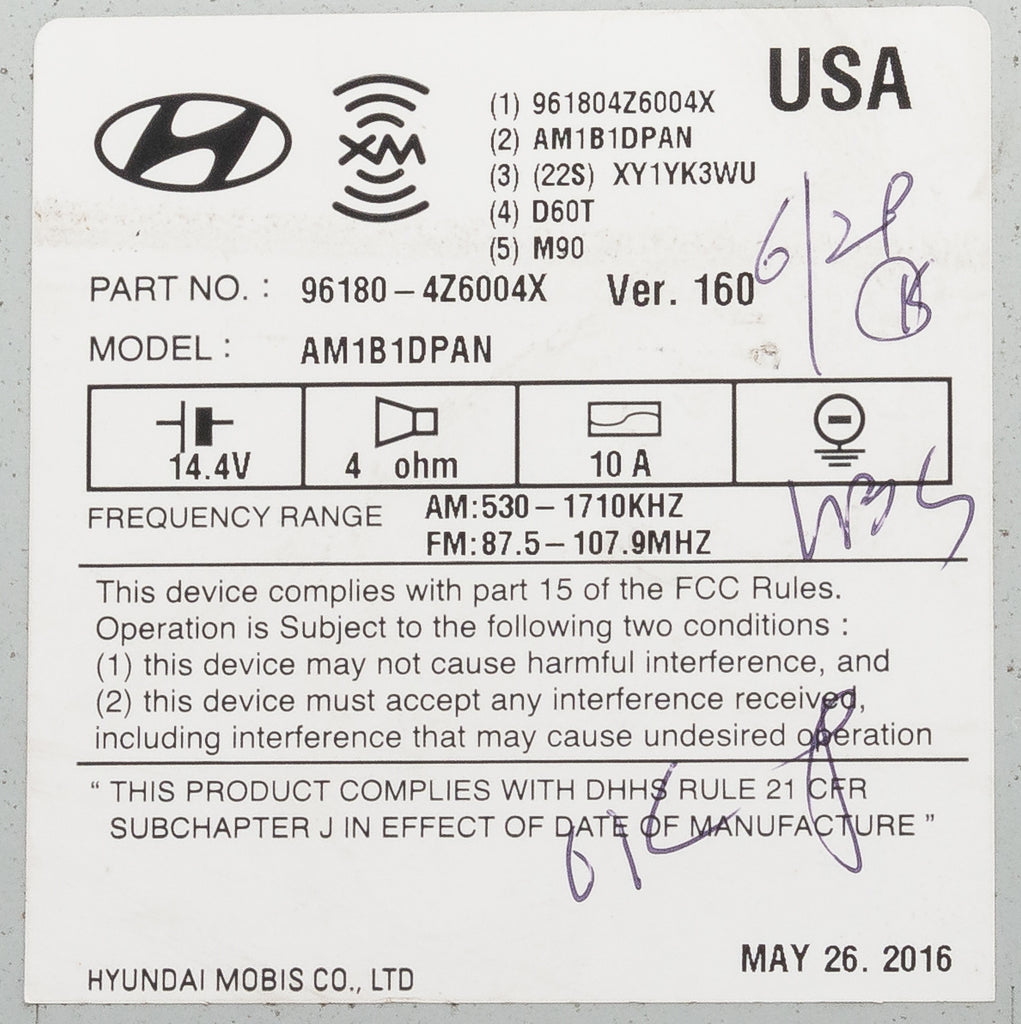 USA
XM
(1) 961804Z6004X
(2) AM1B1DPAN
(3) (22S) XY1YK3WU
(4) D60T
(5) M90
6/28
B
PART NO. : 96180-4Z6004X Ver. 160
MODEL : AM1B1DPAN
14.4V 4 ohm 10 A
FREQUENCY RANGE AM:530-1710KHZ
FM:87.5-107.9MHZ
This device complies with part 15 of the FCC Rules.
Operation is Subject to the following two conditions :
(1) this device may not cause harmful interference, and
(2) this device must accept any interference received,
including interference that may cause undesired operation
“ THIS PRODUCT COMPLIES WITH DHHS RULE 21 CFR
SUBCHAPTER J IN EFFECT OF DATE OF MANUFACTURE ”
MAY 26. 2016
HYUNDAI MOBIS CO., LTD